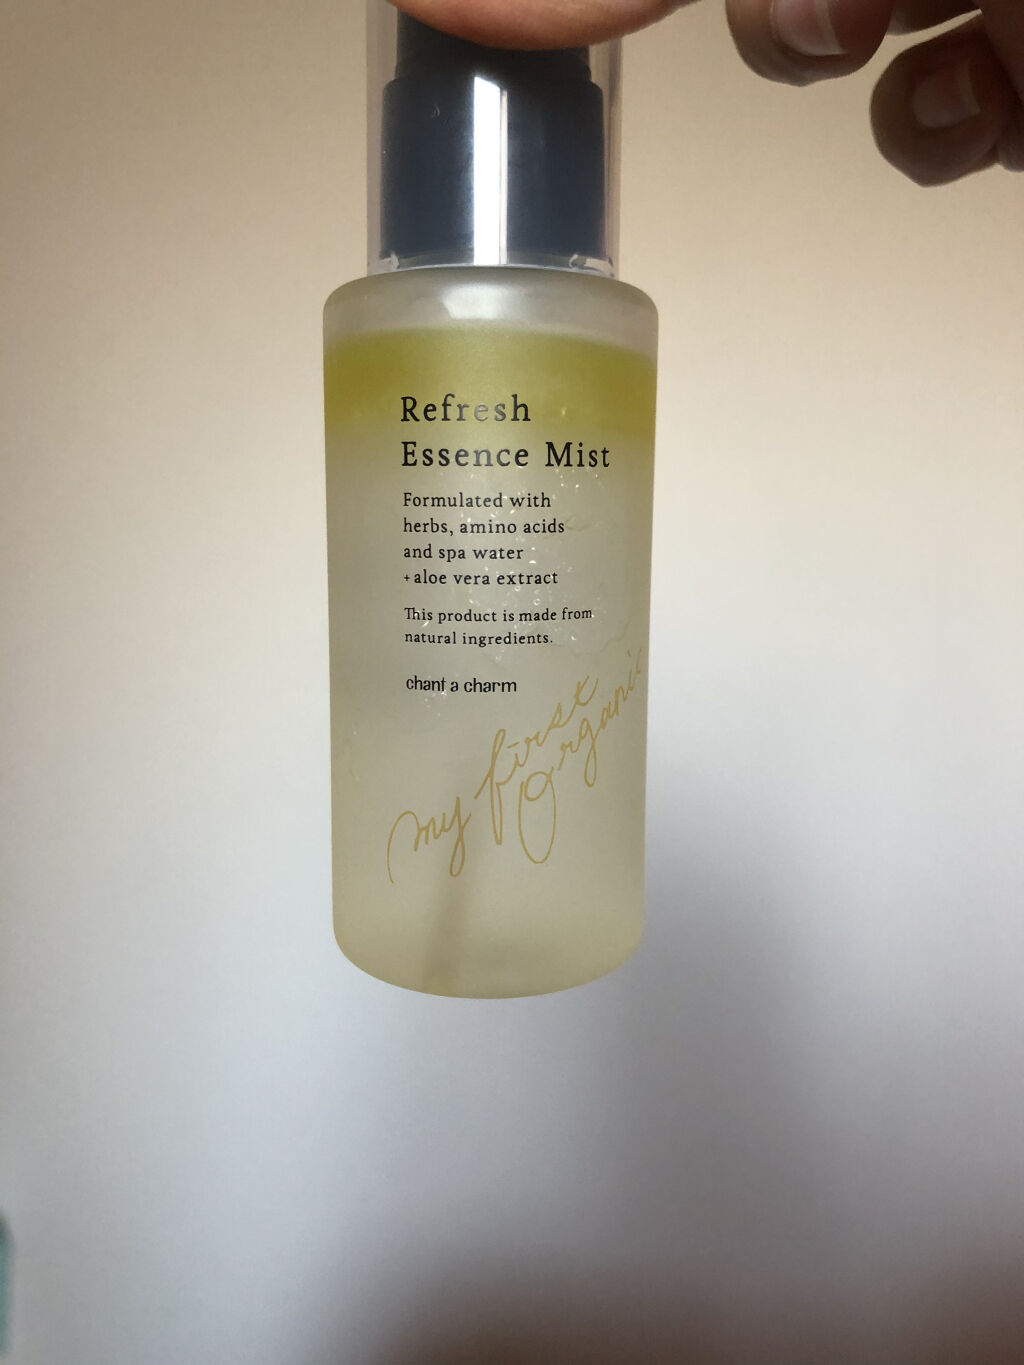 Refresh
Essence Mist
Formulated with
herbs, amino acids
and spa water
+aloe vera extract
This product is made from
natural ingredients.
chant a charm
my first
Organic